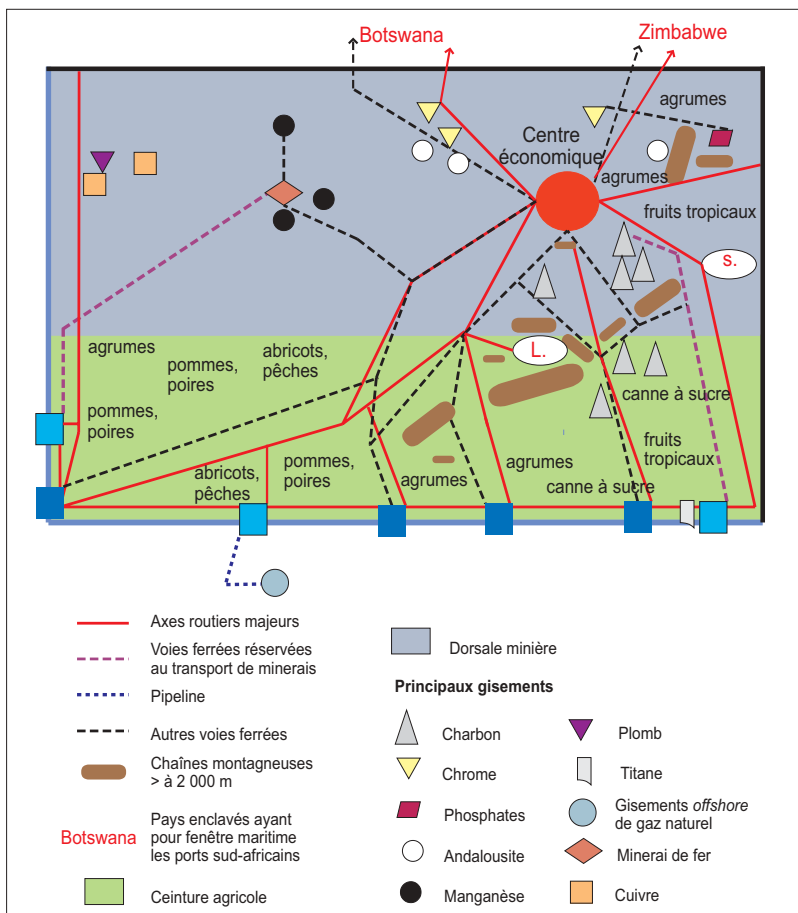 Botswana
Zimbabwe
agrumes
Centre
économique
agrumes
fruits tropicaux
s.
agrumes
abricots,
pêches
pommes,
poires
L.
pommes,
poires
canne à sucre
fruits
tropicaux
abricots,
pêches
pommes,
poires
agrumes
agrumes
canne à sucre
Axes routiers majeurs
Voies ferrées réservées
au transport de minerais
Pipeline
Autres voies ferrées
Chaînes montagneuses
> à 2 000 m
Botswana
Pays enclavés ayant
pour fenêtre maritime
les ports sud-africains
Ceinture agricole
Dorsale minière
Principaux gisements
Charbon
Chrome
Phosphates
Andalousite
Manganèse
Plomb
Titane
Gisements offshore
de gaz naturel
Minerai de fer
Cuivre